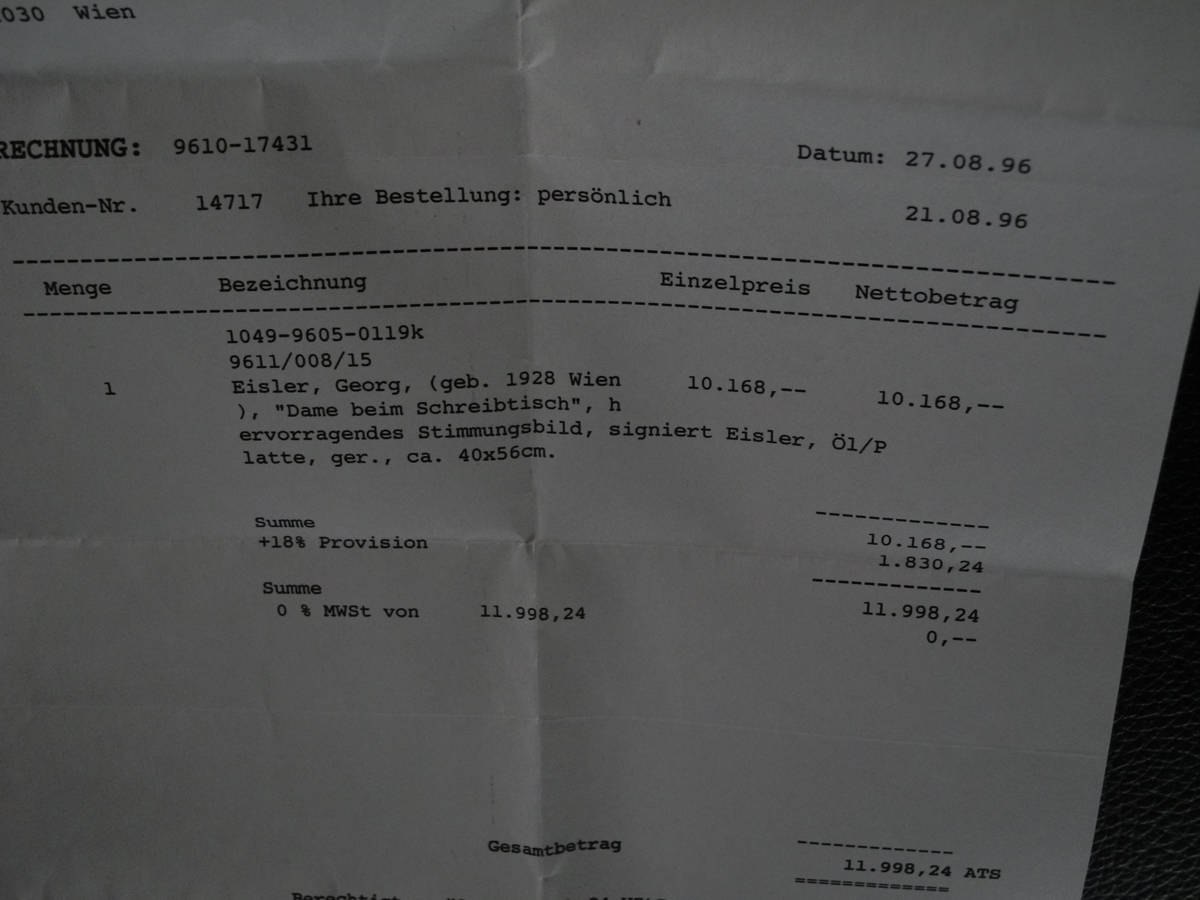 030 Wien
RECHNUNG: 9610-17431 Datum: 27.08.96
Kunden-Nr. 14717 Ihre Bestellung: persönlich 21.08.96
Menge Bezeichnung Einzelpreis Nettobetrag
1049-9605-0119k
9611/008/15
1 Eisler, Georg, (geb. 1928 Wien 10.168,-- 10.168,--
), "Dame beim Schreibtisch", h
ervorragendes Stimmungsbild, signiert Eisler, Öl/P
latte, ger., ca. 40x56cm.
Summe 10.168,--
+18% Provision 1.830,24
Summe 11.998,24
0 % MWSt von 11.998,24 0,--
Gesamtbetrag 11.998,24 ATS